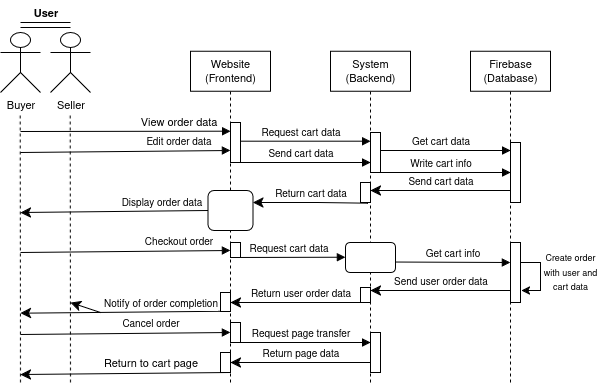 User
Website
(Frontend)
System
(Backend)
Firebase
(Database)
Buyer
Seller
View order data
Request cart data
Edit order data
Get cart data
Send cart data
Write cart info
Send cart data
Return cart data
Display order data
Checkout order
Request cart data
Get cart info
Create order
with user and
cart data
Send user order data
Return user order data
Notify of order completion
Cancel order
Request page transfer
Return page data
Return to cart page